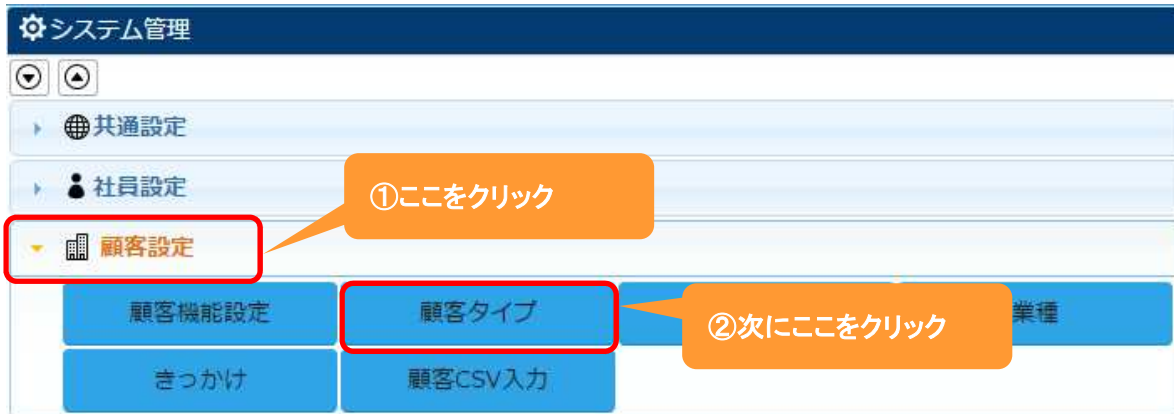 システム管理
共通設定
社員設定
①ここをクリック
顧客設定
顧客機能設定
顧客タイプ
②次にここをクリック
業種
きっかけ
顧客CSV入力